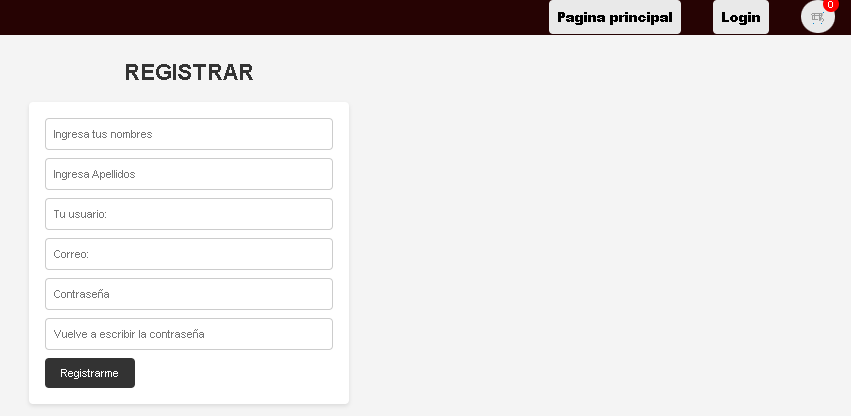 Pagina principal
Login
0
REGISTRAR
Ingresa tus nombres
Ingresa Apellidos
Tu usuario:
Correo:
Contraseña
Vuelve a escribir la contraseña
Registrarme